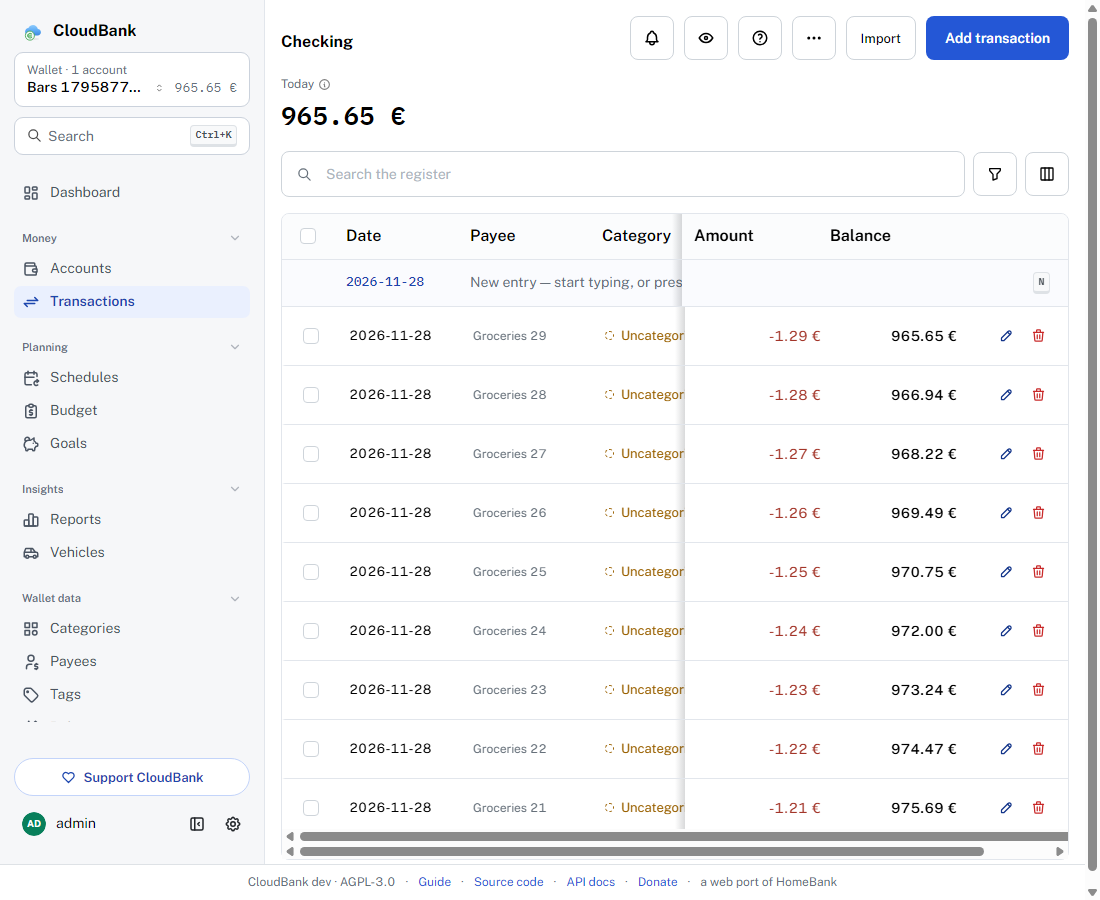 CloudBank
Wallet · 1 account
Bars 1795877... 965.65 €
Search Ctrl+K
Dashboard
Money
Accounts
Transactions
Planning
Schedules
Budget
Goals
Insights
Reports
Vehicles
Wallet data
Categories
Payees
Tags
Support CloudBank
AD admin
Checking
Import
Add transaction
Today
965.65 €
Search the register
Date Payee Category Amount Balance
2026-11-28 New entry — start typing, or pres N
2026-11-28 Groceries 29 Uncategor -1.29 € 965.65 €
2026-11-28 Groceries 28 Uncategor -1.28 € 966.94 €
2026-11-28 Groceries 27 Uncategor -1.27 € 968.22 €
2026-11-28 Groceries 26 Uncategor -1.26 € 969.49 €
2026-11-28 Groceries 25 Uncategor -1.25 € 970.75 €
2026-11-28 Groceries 24 Uncategor -1.24 € 972.00 €
2026-11-28 Groceries 23 Uncategor -1.23 € 973.24 €
2026-11-28 Groceries 22 Uncategor -1.22 € 974.47 €
2026-11-28 Groceries 21 Uncategor -1.21 € 975.69 €
CloudBank dev · AGPL-3.0 · Guide · Source code · API docs · Donate · a web port of HomeBank